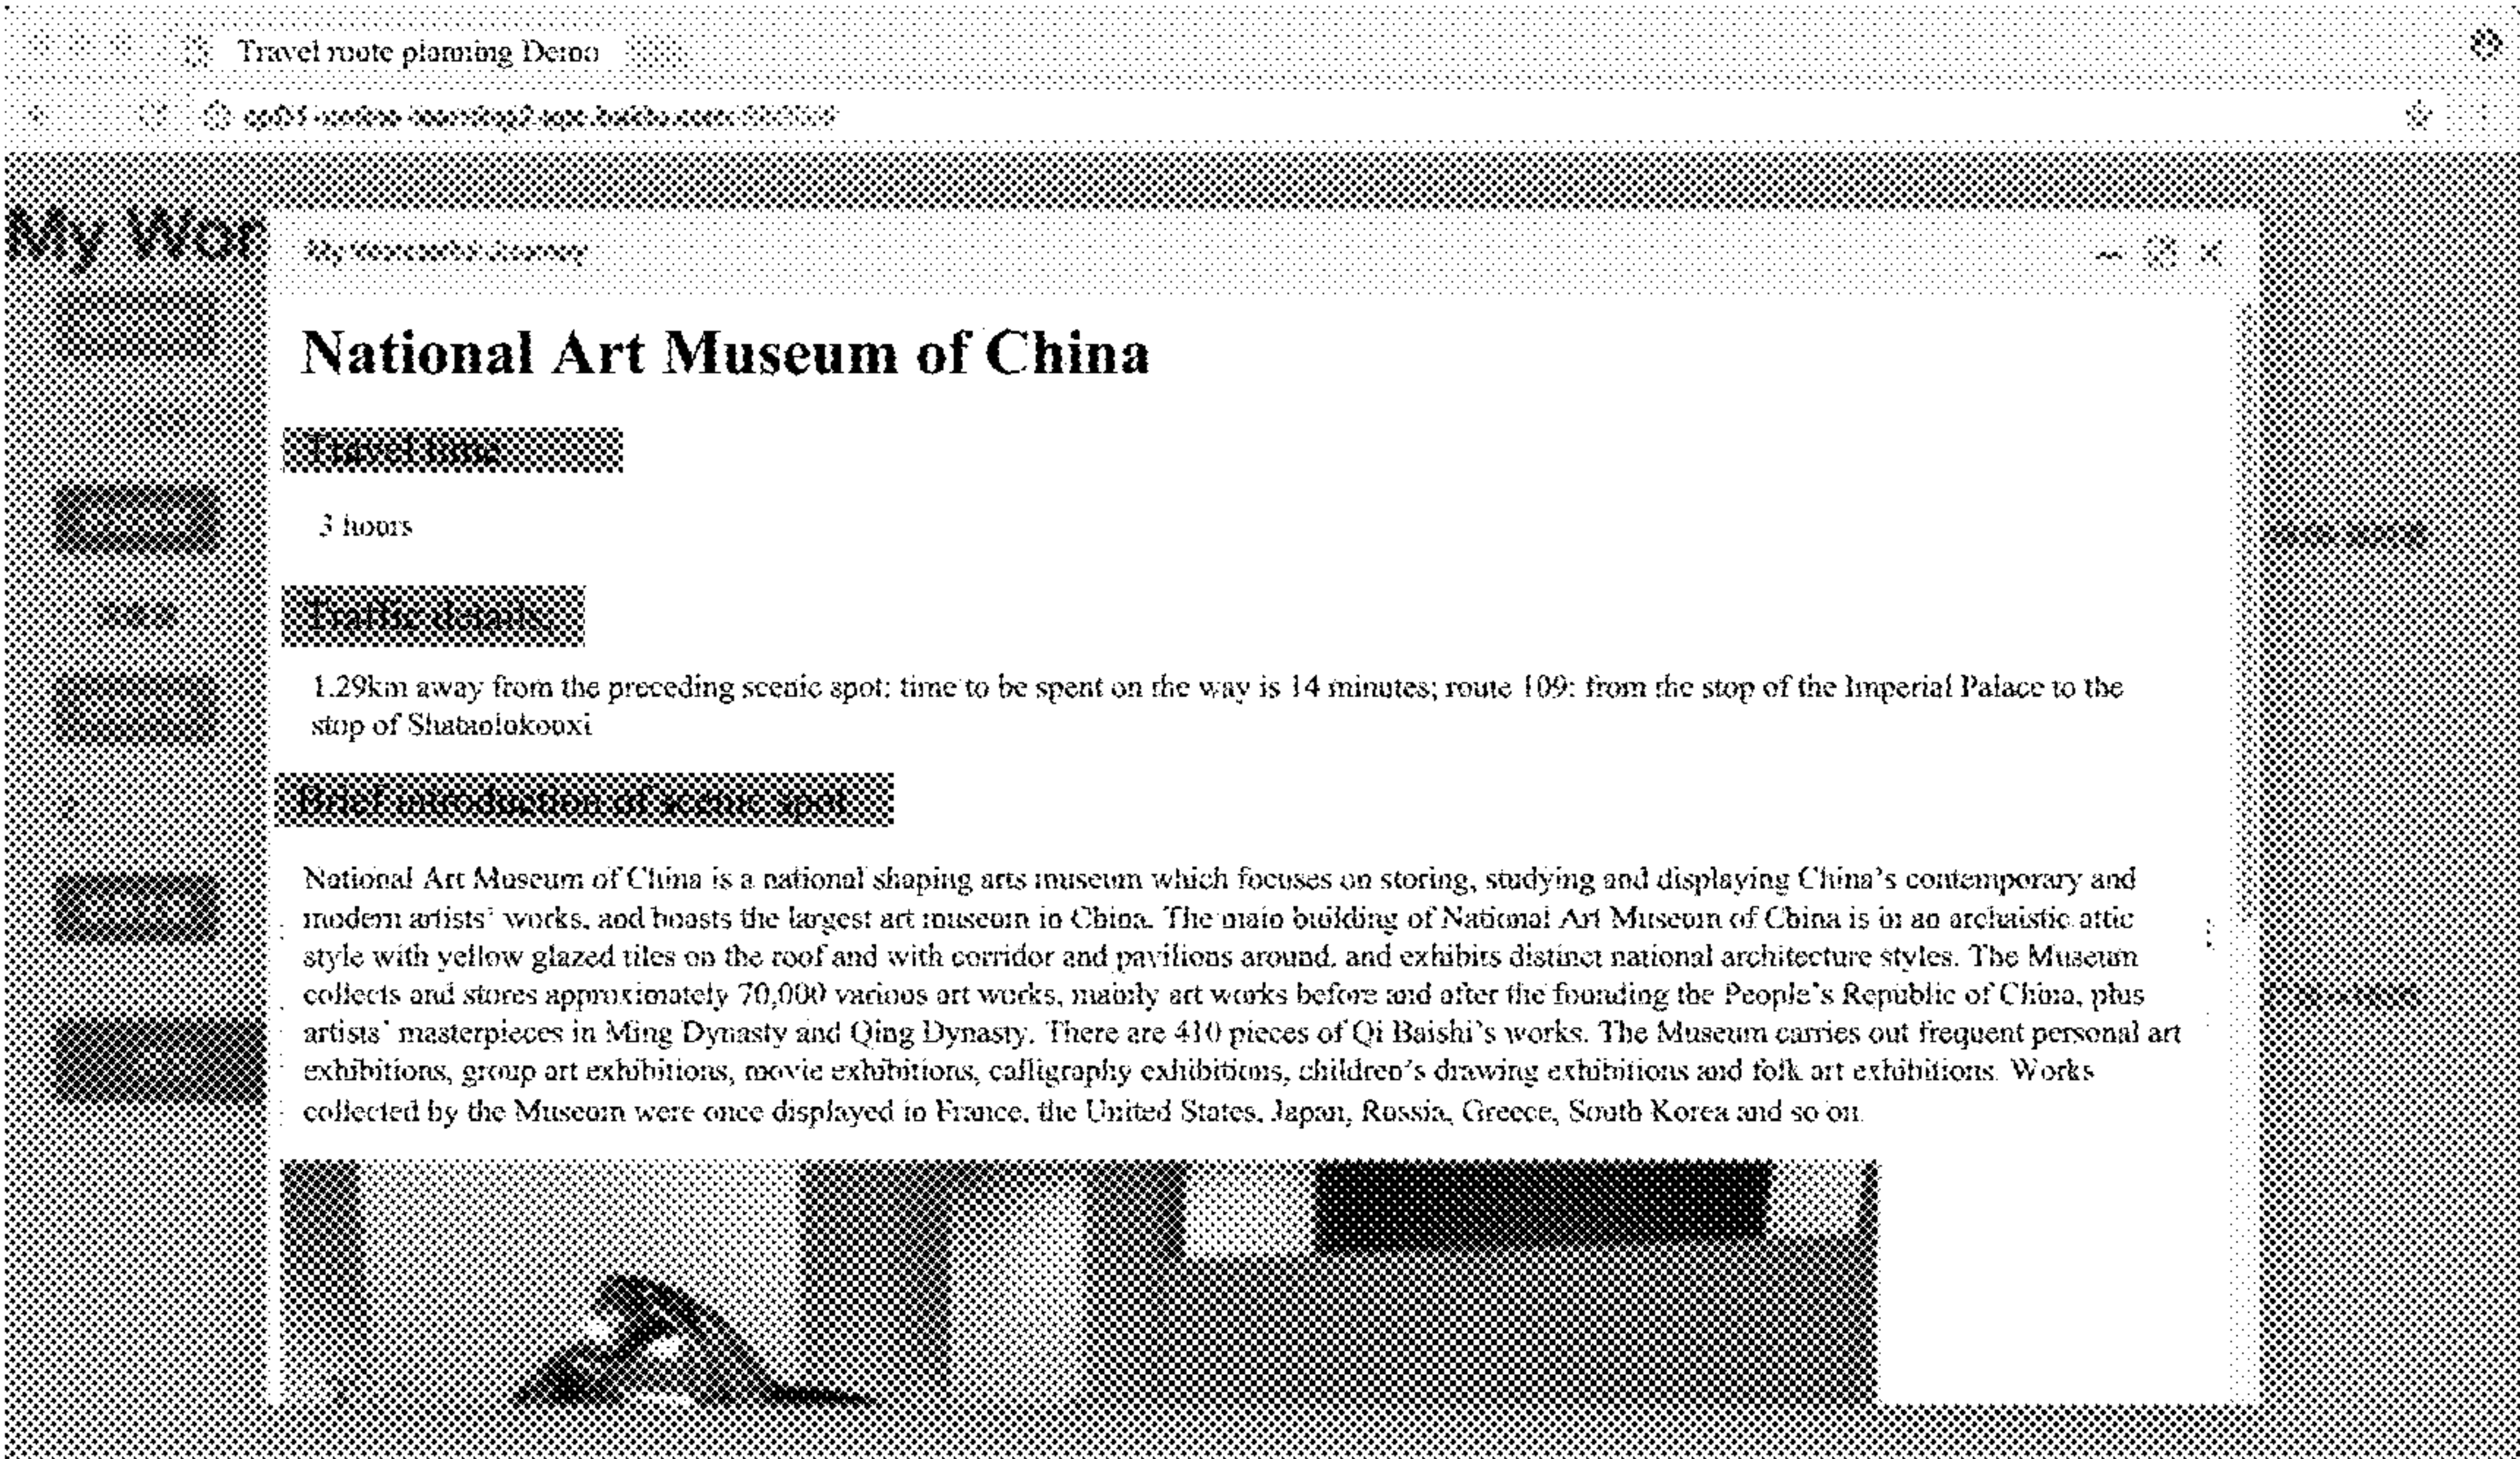 Travel route planning Demo
My Wor
National Art Museum of China
Travel time
3 hours
Traffic details
1.29km away from the preceding scenic spot; time to be spent on the way is 14 minutes; route 109: from the stop of the Imperial Palace to the
stop of Shatanlukouxi
Brief introduction of scenic spot
National Art Museum of China is a national shaping arts museum which focuses on storing, studying and displaying China's contemporary and
modern artists' works, and boasts the largest art museum in China. The main building of National Art Museum of China is in an archaistic attic
style with yellow glazed tiles on the roof and with corridor and pavilions around, and exhibits distinct national architecture styles. The Museum
collects and stores approximately 70,000 various art works, mainly art works before and after the founding the People's Republic of China, plus
artists' masterpieces in Ming Dynasty and Qing Dynasty. There are 410 pieces of Qi Baishi's works. The Museum carries out frequent personal art
exhibitions, group art exhibitions, movie exhibitions, calligraphy exhibitions, children's drawing exhibitions and folk art exhibitions. Works
collected by the Museum were once displayed in France, the United States, Japan, Russia, Greece, South Korea and so on.